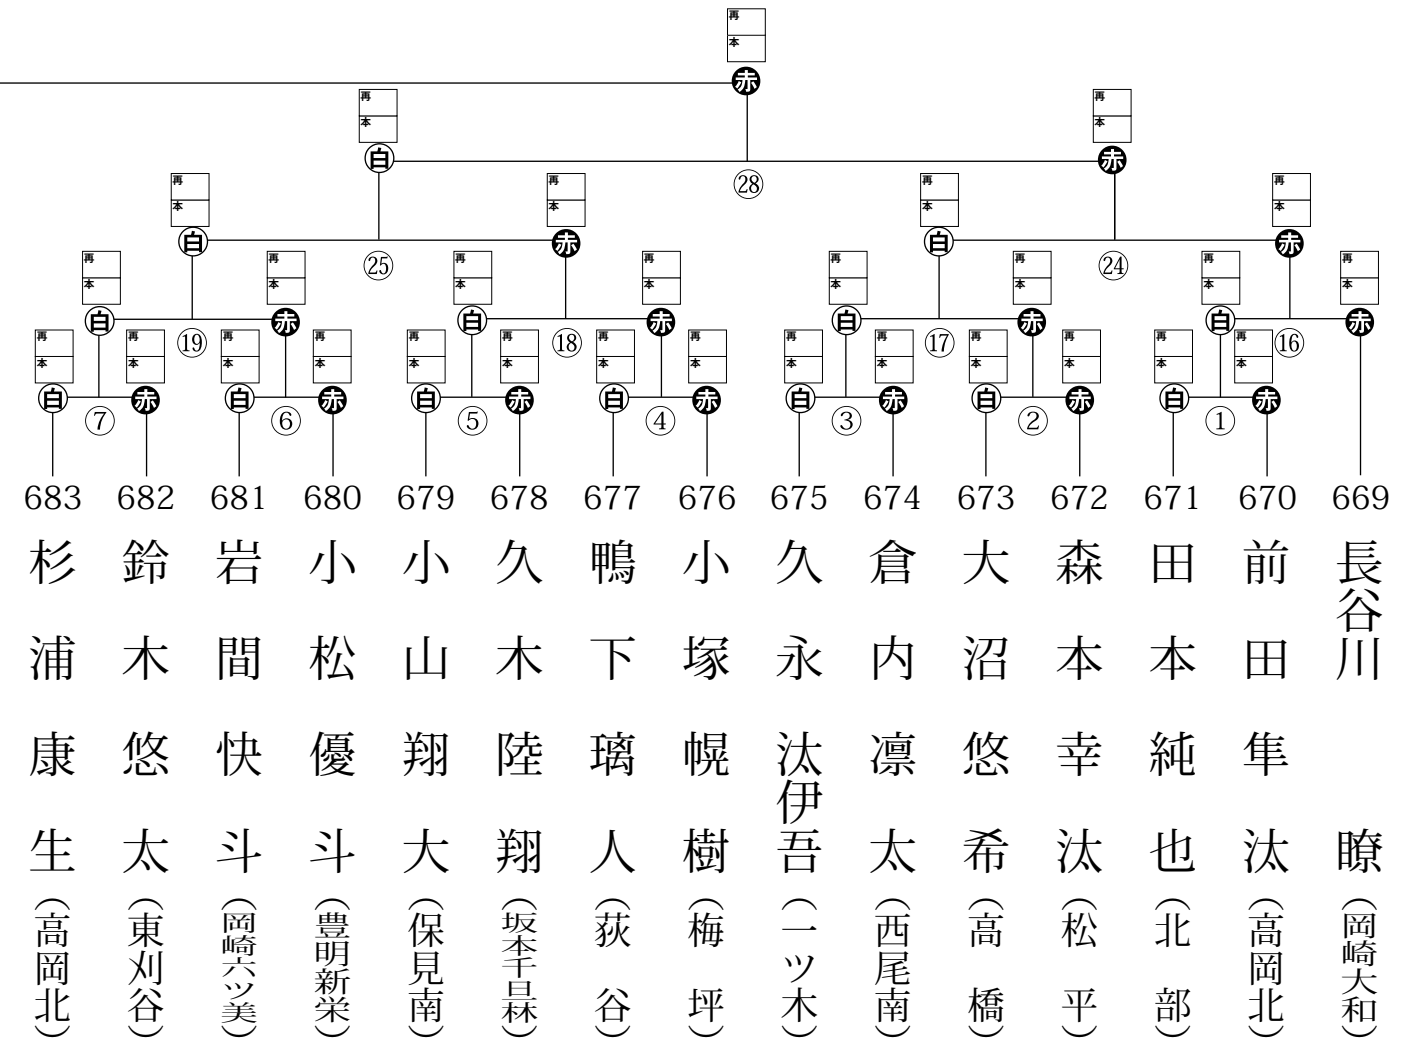 再
本
赤
再
本
白
再
本
赤
㉘
再
本
白
再
本
赤
再
本
白
再
本
赤
㉕
㉔
再
本
白
再
本
赤
再
本
白
再
本
赤
再
本
白
再
本
赤
再
本
白
再
本
赤
⑲
⑱
⑰
⑯
再
本
白
再
本
赤
再
本
白
再
本
赤
再
本
白
再
本
赤
再
本
白
再
本
赤
再
本
白
再
本
赤
再
本
白
再
本
赤
再
本
白
再
本
赤
⑦
⑥
⑤
④
③
②
①
669 長谷川 瞭(岡崎大和)
670 前田隼汰(高岡北)
671 田本純也(北部)
672 森本幸汰(松平)
673 大沼悠希(高橋)
674 倉内凛太(西尾南)
675 久永汰伊吾(一ツ木)
676 小塚幌樹(梅坪)
677 鴨下璃人(荻谷)
678 久木陸翔(坂本千昌㭭)
679 小山翔大(保見南)
680 小松優斗(豊明新栄)
681 岩間快斗(岡崎六ツ美)
682 鈴木悠太(東刈谷)
683 杉浦康生(高岡北)